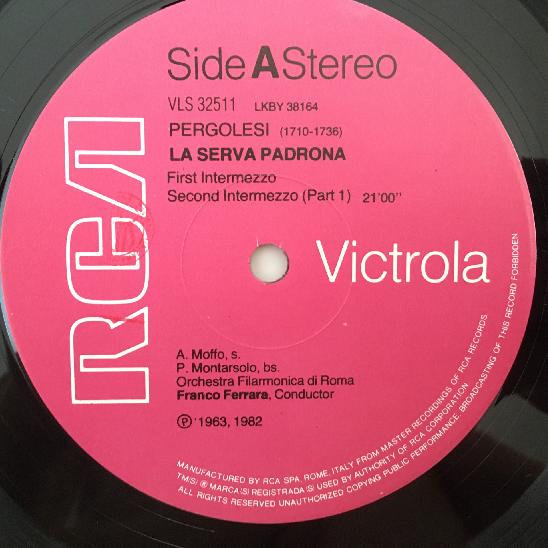 Side A Stereo
VLS 32511 LKBY 38164
PERGOLESI (1710-1736)
LA SERVA PADRONA
First Intermezzo
Second Intermezzo (Part 1) 21'00"
RCA
Victrola
A. Moffo, s.
P. Montarsolo, bs.
Orchestra Filarmonica di Roma
Franco Ferrara, Conductor
℗ 1963, 1982
MANUFACTURED BY RCA SPA, ROME, ITALY FROM MASTER RECORDINGS OF RCA RECORDS
TM(S) ® MARCA(S) REGISTRADA(S) USED BY AUTHORITY OF RCA CORPORATION
ALL RIGHTS RESERVED UNAUTHORIZED COPYING PUBLIC PERFORMANCE, BROADCASTING OF THIS RECORD FORBIDDEN